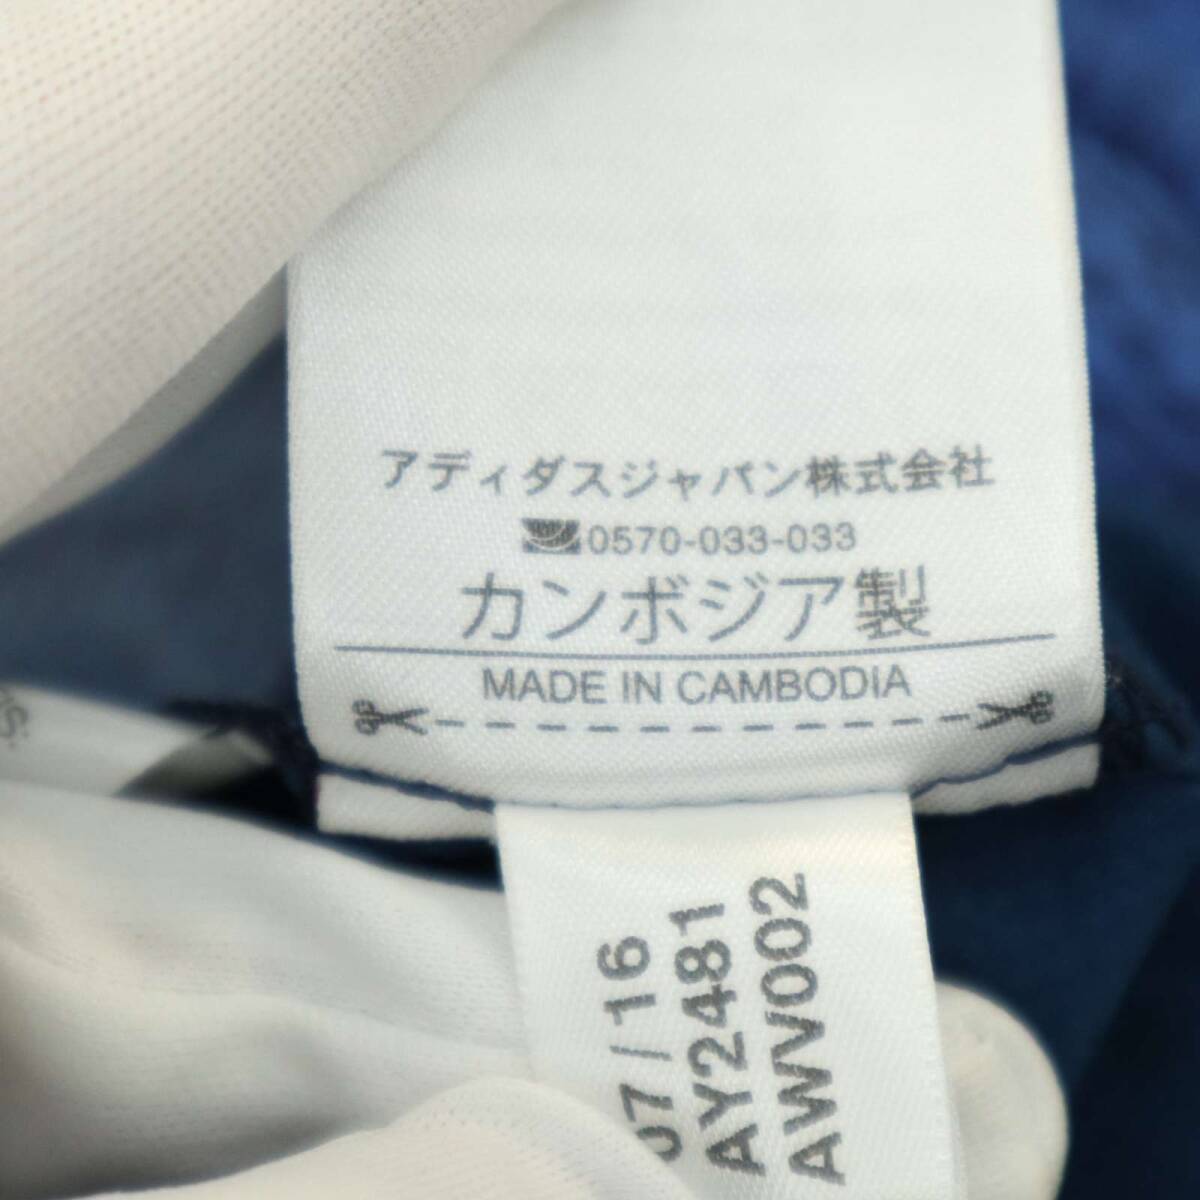 アディダスジャパン株式会社
0570-033-033
カンボジア製
MADE IN CAMBODIA
07/16
AY2481
AWV002